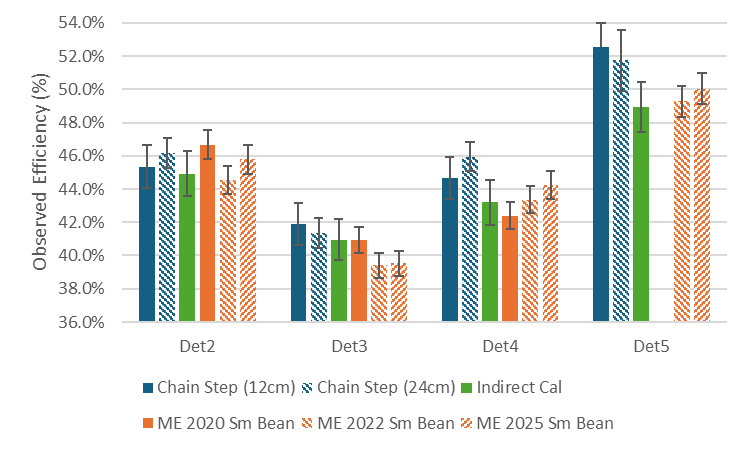 54.0%
52.0%
50.0%
48.0%
46.0%
44.0%
42.0%
40.0%
38.0%
36.0%
Observed Efficiency (%)
Det2 Det3 Det4 Det5
Chain Step (12cm) Chain Step (24cm) Indirect Cal
ME 2020 Sm Bean ME 2022 Sm Bean ME 2025 Sm Bean